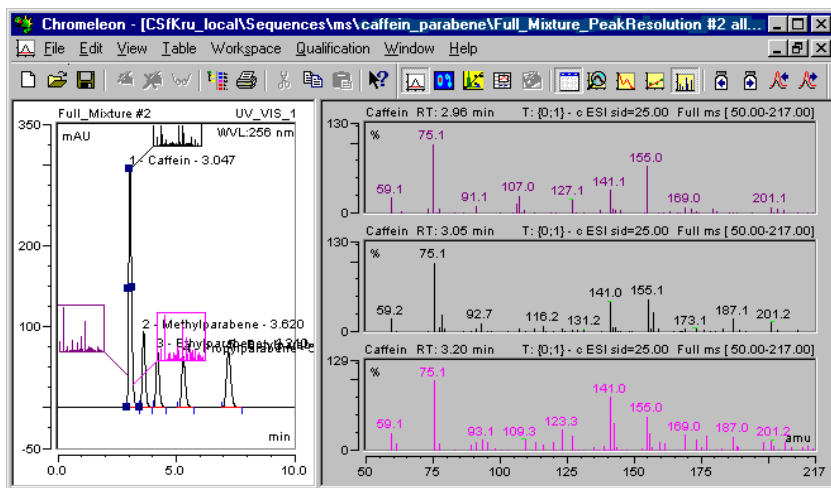 Chromeleon - [CSfKru_local\Sequences\ms\caffein_parabene\Full_Mixture_PeakResolution #2 all...
File Edit View Table Workspace Qualification Window Help
Full_Mixture #2 UV_VIS_1
350
mAU
WVL:256 nm
1 - Caffein - 3.047
200
100
2 - Methylparabene - 3.620
3 - Ethylparabene
-50
min
0.0 5.0 10.0
Caffein RT: 2.96 min T: {0;1} - c ESI sid=25.00 Full ms [50.00-217.00]
130
%
75.1
155.0
141.1
107.0
127.1
59.1
91.1
169.0
201.1
0
Caffein RT: 3.05 min T: {0;1} - c ESI sid=25.00 Full ms [50.00-217.00]
130
%
75.1
141.0 155.1
59.2 92.7 116.2 131.2 173.1 187.1 201.2
0
Caffein RT: 3.20 min T: {0;1} - c ESI sid=25.00 Full ms [50.00-217.00]
129
%
75.1
141.0
155.0
59.1 93.1 109.3 123.3 169.0 187.0 201.2
amu
0
50 75 100 125 150 175 217